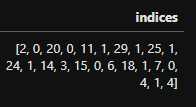 indices
[2, 0, 20, 0, 11, 1, 29, 1, 25, 1,
24, 1, 14, 3, 15, 0, 6, 18, 1, 7, 0,
4, 1, 4]